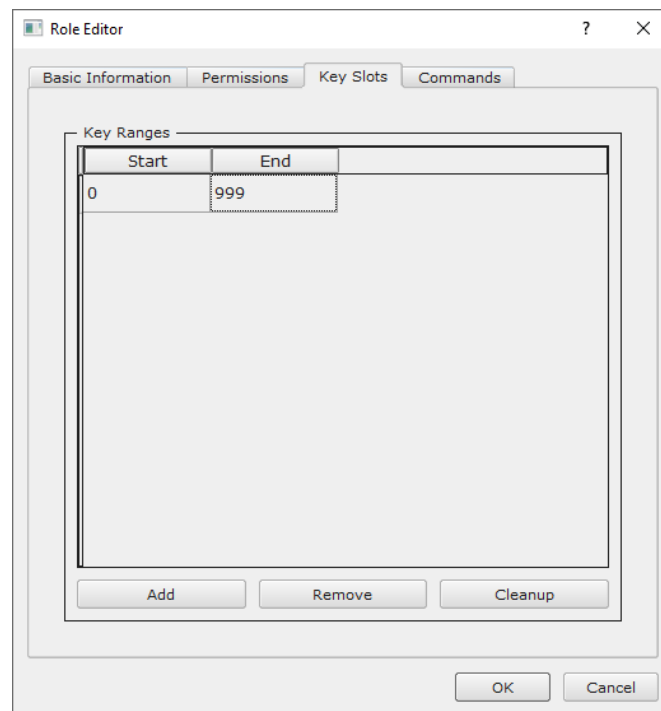 Role Editor
Basic Information Permissions Key Slots Commands
Key Ranges
Start End
0 999
Add Remove Cleanup
OK Cancel